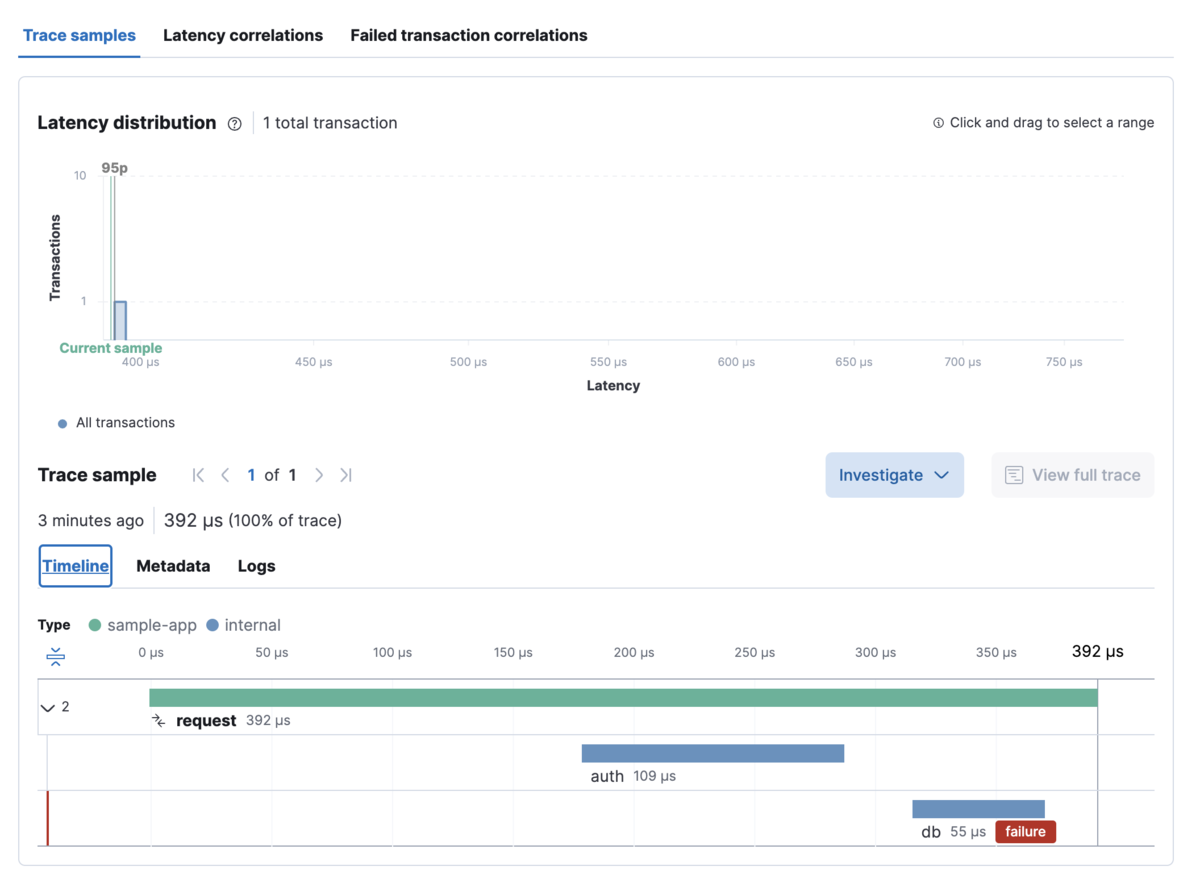 Trace samples Latency correlations Failed transaction correlations
Latency distribution 1 total transaction Click and drag to select a range
95p
10
Transactions
1
Current sample
400 μs 450 μs 500 μs 550 μs 600 μs 650 μs 700 μs 750 μs
Latency
All transactions
Trace sample 1 of 1 Investigate View full trace
3 minutes ago 392 μs (100% of trace)
Timeline Metadata Logs
Type sample-app internal
0 μs 50 μs 100 μs 150 μs 200 μs 250 μs 300 μs 350 μs 392 μs
2
request 392 μs
auth 109 μs
db 55 μs failure